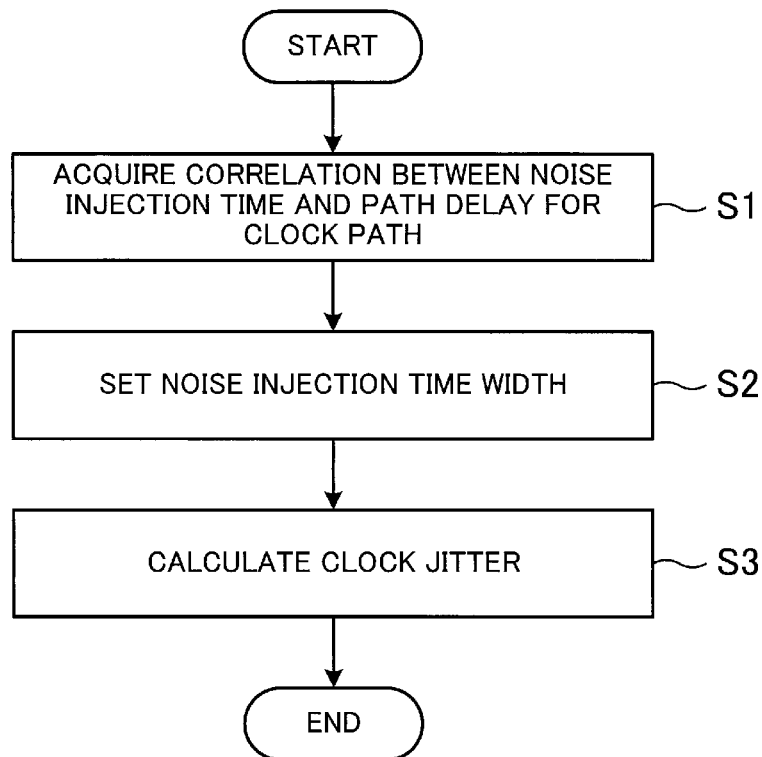 START
ACQUIRE CORRELATION BETWEEN NOISE
INJECTION TIME AND PATH DELAY FOR
CLOCK PATH
S1
SET NOISE INJECTION TIME WIDTH
S2
CALCULATE CLOCK JITTER
S3
END